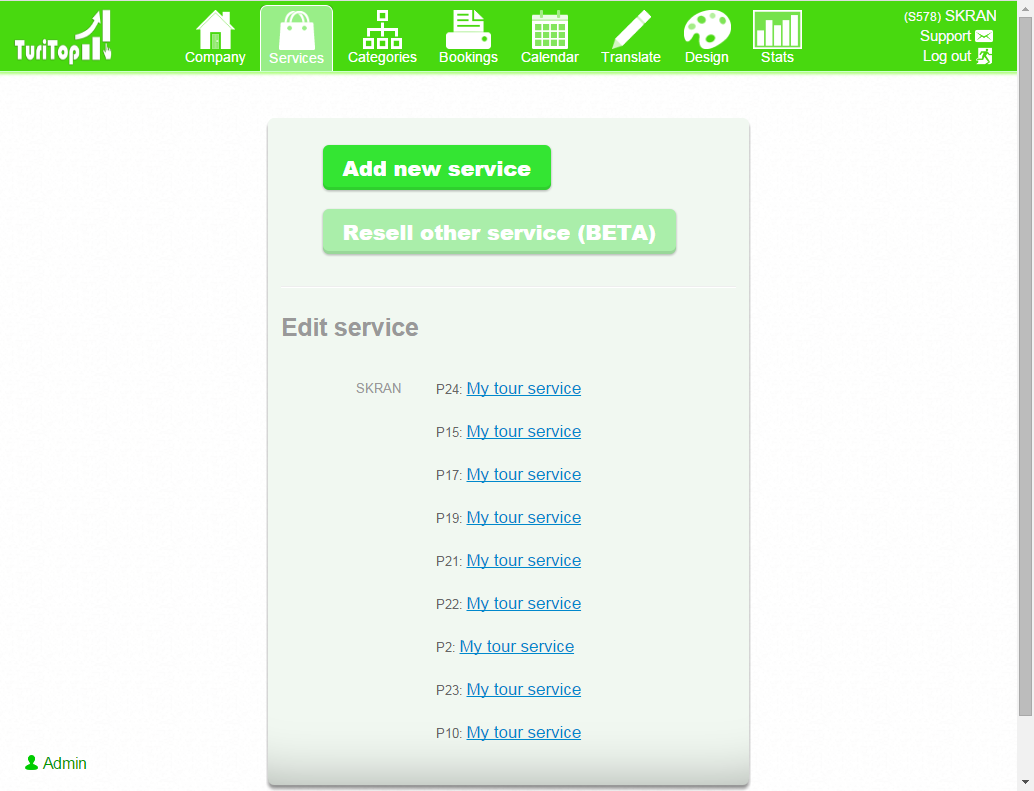 TuriTop
Company
Services
Categories
Bookings
Calendar
Translate
Design
Stats
(S578) SKRAN
Support
Log out
Add new service
Resell other service (BETA)
Edit service
SKRAN
P24: My tour service
P15: My tour service
P17: My tour service
P19: My tour service
P21: My tour service
P22: My tour service
P2: My tour service
P23: My tour service
P10: My tour service
Admin